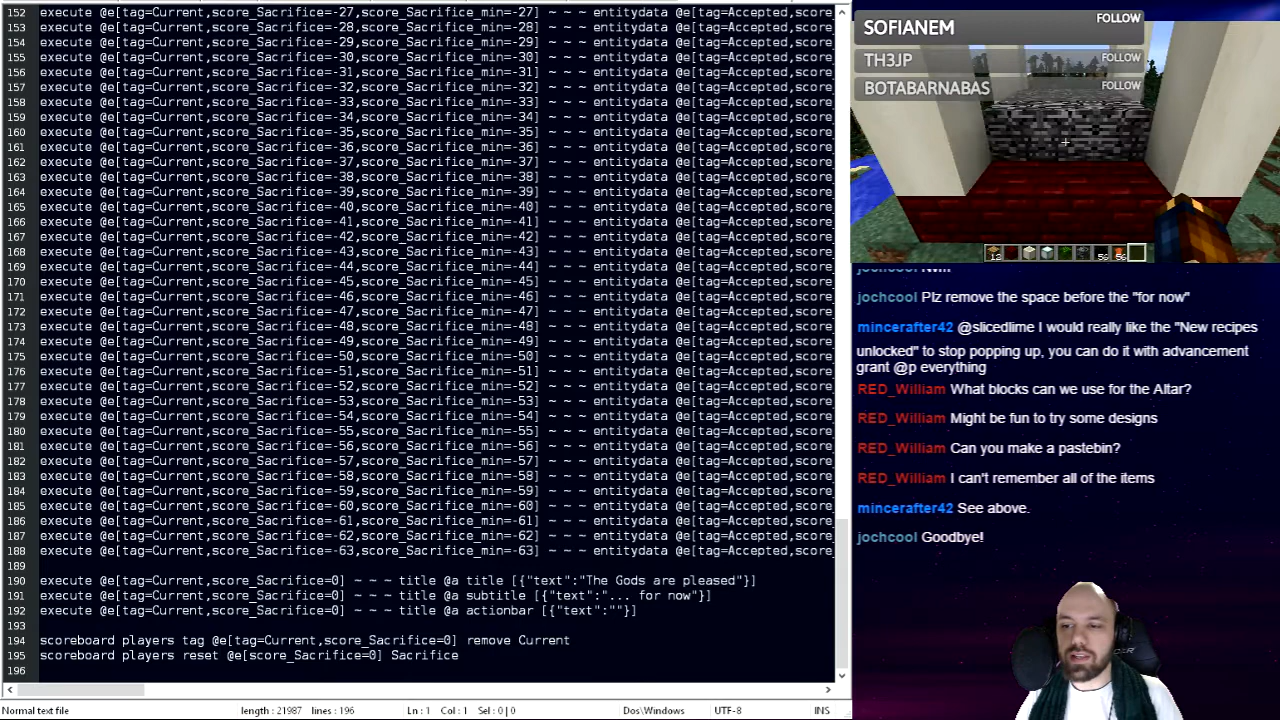 152 execute @e[tag=Current,score_Sacrifice=-27,score_Sacrifice_min=-27] ~ ~ ~ entitydata @e[tag=Accepted,score
153 execute @e[tag=Current,score_Sacrifice=-28,score_Sacrifice_min=-28] ~ ~ ~ entitydata @e[tag=Accepted,score
154 execute @e[tag=Current,score_Sacrifice=-29,score_Sacrifice_min=-29] ~ ~ ~ entitydata @e[tag=Accepted,score
155 execute @e[tag=Current,score_Sacrifice=-30,score_Sacrifice_min=-30] ~ ~ ~ entitydata @e[tag=Accepted,score
156 execute @e[tag=Current,score_Sacrifice=-31,score_Sacrifice_min=-31] ~ ~ ~ entitydata @e[tag=Accepted,score
157 execute @e[tag=Current,score_Sacrifice=-32,score_Sacrifice_min=-32] ~ ~ ~ entitydata @e[tag=Accepted,score
158 execute @e[tag=Current,score_Sacrifice=-33,score_Sacrifice_min=-33] ~ ~ ~ entitydata @e[tag=Accepted,score
159 execute @e[tag=Current,score_Sacrifice=-34,score_Sacrifice_min=-34] ~ ~ ~ entitydata @e[tag=Accepted,score
160 execute @e[tag=Current,score_Sacrifice=-35,score_Sacrifice_min=-35] ~ ~ ~ entitydata @e[tag=Accepted,score
161 execute @e[tag=Current,score_Sacrifice=-36,score_Sacrifice_min=-36] ~ ~ ~ entitydata @e[tag=Accepted,score
162 execute @e[tag=Current,score_Sacrifice=-37,score_Sacrifice_min=-37] ~ ~ ~ entitydata @e[tag=Accepted,score
163 execute @e[tag=Current,score_Sacrifice=-38,score_Sacrifice_min=-38] ~ ~ ~ entitydata @e[tag=Accepted,score
164 execute @e[tag=Current,score_Sacrifice=-39,score_Sacrifice_min=-39] ~ ~ ~ entitydata @e[tag=Accepted,score
165 execute @e[tag=Current,score_Sacrifice=-40,score_Sacrifice_min=-40] ~ ~ ~ entitydata @e[tag=Accepted,score
166 execute @e[tag=Current,score_Sacrifice=-41,score_Sacrifice_min=-41] ~ ~ ~ entitydata @e[tag=Accepted,score
167 execute @e[tag=Current,score_Sacrifice=-42,score_Sacrifice_min=-42] ~ ~ ~ entitydata @e[tag=Accepted,score
168 execute @e[tag=Current,score_Sacrifice=-43,score_Sacrifice_min=-43] ~ ~ ~ entitydata @e[tag=Accepted,score
169 execute @e[tag=Current,score_Sacrifice=-44,score_Sacrifice_min=-44] ~ ~ ~ entitydata @e[tag=Accepted,score
170 execute @e[tag=Current,score_Sacrifice=-45,score_Sacrifice_min=-45] ~ ~ ~ entitydata @e[tag=Accepted,score
171 execute @e[tag=Current,score_Sacrifice=-46,score_Sacrifice_min=-46] ~ ~ ~ entitydata @e[tag=Accepted,score
172 execute @e[tag=Current,score_Sacrifice=-47,score_Sacrifice_min=-47] ~ ~ ~ entitydata @e[tag=Accepted,score
173 execute @e[tag=Current,score_Sacrifice=-48,score_Sacrifice_min=-48] ~ ~ ~ entitydata @e[tag=Accepted,score
174 execute @e[tag=Current,score_Sacrifice=-49,score_Sacrifice_min=-49] ~ ~ ~ entitydata @e[tag=Accepted,score
175 execute @e[tag=Current,score_Sacrifice=-50,score_Sacrifice_min=-50] ~ ~ ~ entitydata @e[tag=Accepted,score
176 execute @e[tag=Current,score_Sacrifice=-51,score_Sacrifice_min=-51] ~ ~ ~ entitydata @e[tag=Accepted,score
177 execute @e[tag=Current,score_Sacrifice=-52,score_Sacrifice_min=-52] ~ ~ ~ entitydata @e[tag=Accepted,score
178 execute @e[tag=Current,score_Sacrifice=-53,score_Sacrifice_min=-53] ~ ~ ~ entitydata @e[tag=Accepted,score
179 execute @e[tag=Current,score_Sacrifice=-54,score_Sacrifice_min=-54] ~ ~ ~ entitydata @e[tag=Accepted,score
180 execute @e[tag=Current,score_Sacrifice=-55,score_Sacrifice_min=-55] ~ ~ ~ entitydata @e[tag=Accepted,score
181 execute @e[tag=Current,score_Sacrifice=-56,score_Sacrifice_min=-56] ~ ~ ~ entitydata @e[tag=Accepted,score
182 execute @e[tag=Current,score_Sacrifice=-57,score_Sacrifice_min=-57] ~ ~ ~ entitydata @e[tag=Accepted,score
183 execute @e[tag=Current,score_Sacrifice=-58,score_Sacrifice_min=-58] ~ ~ ~ entitydata @e[tag=Accepted,score
184 execute @e[tag=Current,score_Sacrifice=-59,score_Sacrifice_min=-59] ~ ~ ~ entitydata @e[tag=Accepted,score
185 execute @e[tag=Current,score_Sacrifice=-60,score_Sacrifice_min=-60] ~ ~ ~ entitydata @e[tag=Accepted,score
186 execute @e[tag=Current,score_Sacrifice=-61,score_Sacrifice_min=-61] ~ ~ ~ entitydata @e[tag=Accepted,score
187 execute @e[tag=Current,score_Sacrifice=-62,score_Sacrifice_min=-62] ~ ~ ~ entitydata @e[tag=Accepted,score
188 execute @e[tag=Current,score_Sacrifice=-63,score_Sacrifice_min=-63] ~ ~ ~ entitydata @e[tag=Accepted,score
189
190 execute @e[tag=Current,score_Sacrifice=0] ~ ~ ~ title @a title [{"text":"The Gods are pleased"}]
191 execute @e[tag=Current,score_Sacrifice=0] ~ ~ ~ title @a subtitle [{"text":"... for now"}]
192 execute @e[tag=Current,score_Sacrifice=0] ~ ~ ~ title @a actionbar [{"text":""}]
193
194 scoreboard players tag @e[tag=Current,score_Sacrifice=0] remove Current
195 scoreboard players reset @e[score_Sacrifice=0] Sacrifice
196
Normal text file length : 21987 lines : 196 Ln : 1 Col : 1 Sel : 0 | 0 Dos\Windows UTF-8 INS
SOFIANEM FOLLOW
TH3JP FOLLOW
BOTABARNABAS FOLLOW
12 56 56
jochcool
jochcool Plz remove the space before the "for now"
mincerafter42 @slicedlime I would really like the "New recipes
unlocked" to stop popping up, you can do it with advancement
grant @p everything
RED_William What blocks can we use for the Altar?
RED_William Might be fun to try some designs
RED_William Can you make a pastebin?
RED_William I can't remember all of the items
mincerafter42 See above.
jochcool Goodbye!